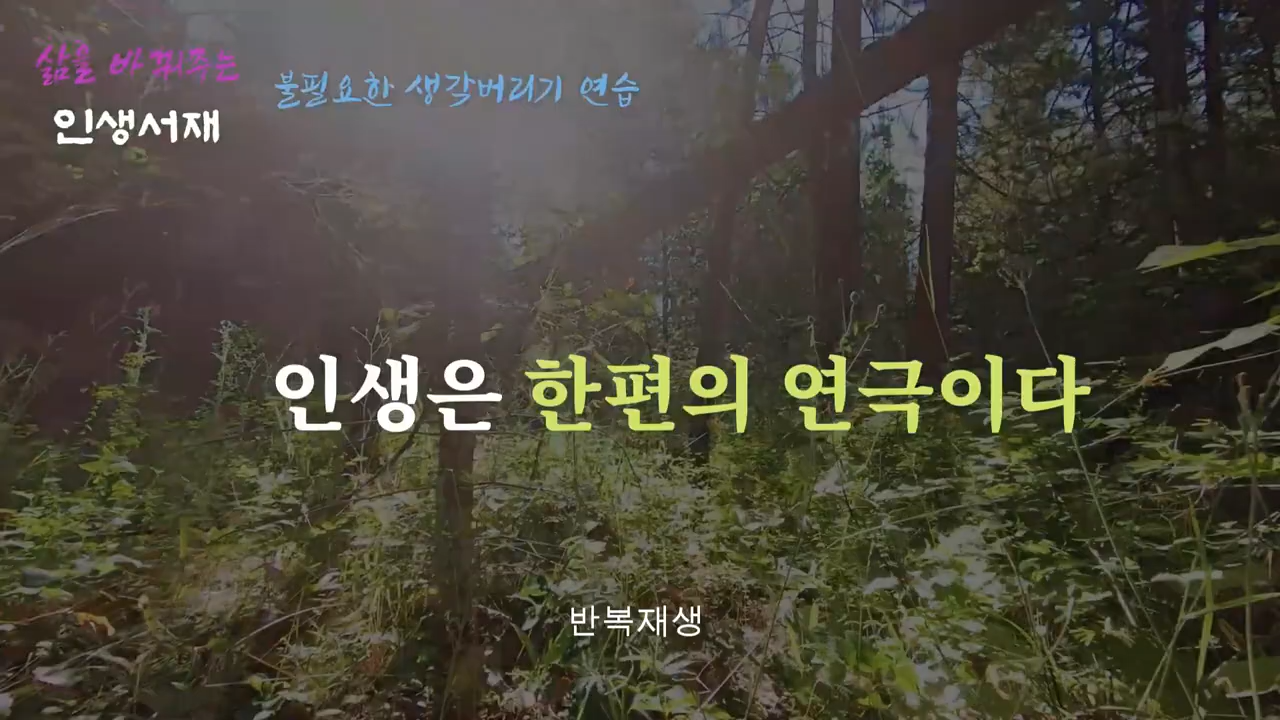 삶을 바꿔주는
인생서재
불필요한 생각버리기 연습
인생은 한편의 연극이다
반복재생